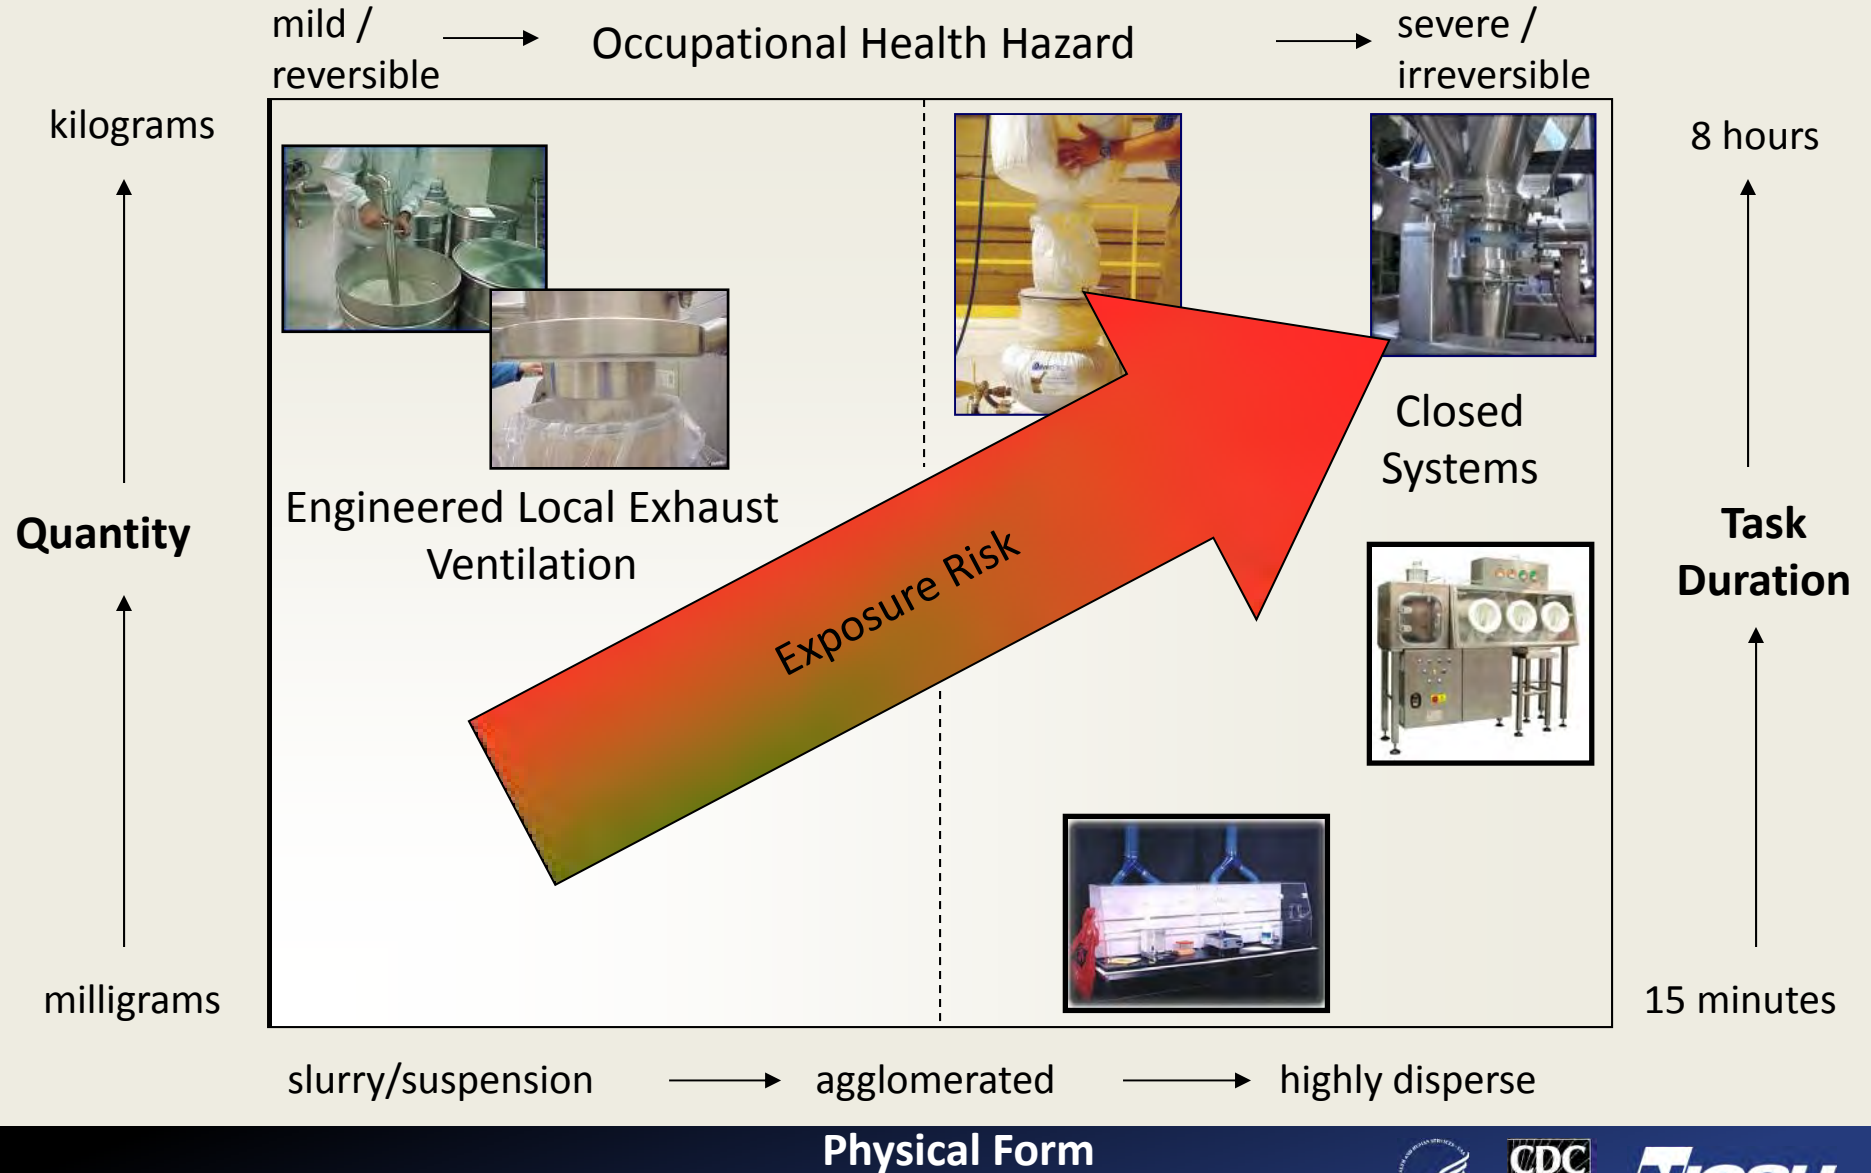 mild /
reversible
Occupational Health Hazard
severe /
irreversible
kilograms
8 hours
Engineered Local Exhaust
Ventilation
Closed
Systems
Quantity
Task
Duration
Exposure Risk
milligrams
15 minutes
slurry/suspension
agglomerated
highly disperse
Physical Form
CDC